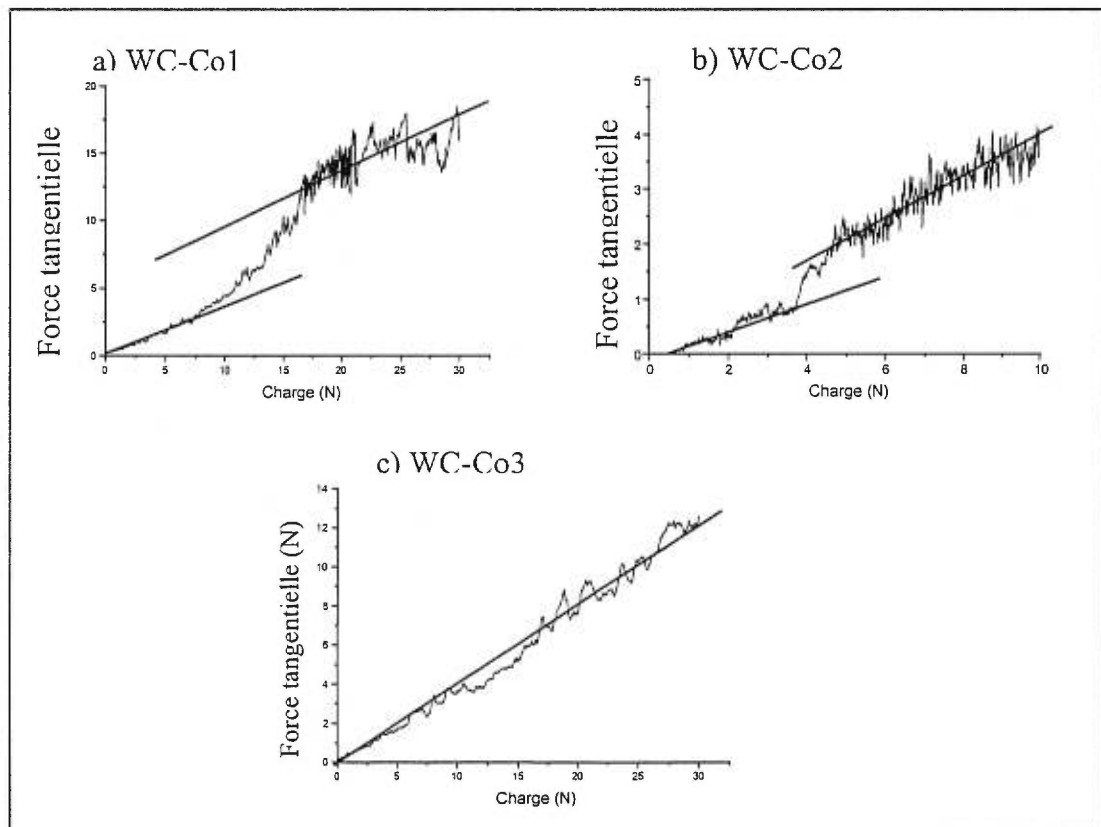 a) WC-Co1
Force tangentielle
20
15
10
5
0
0 5 10 15 20 25 30
Charge (N)
b) WC-Co2
Force tangentielle
5
4
3
2
1
0
0 2 4 6 8 10
Charge (N)
c) WC-Co3
Force tangentielle (N)
14
12
10
8
6
4
2
0
0 5 10 15 20 25 30
Charge (N)